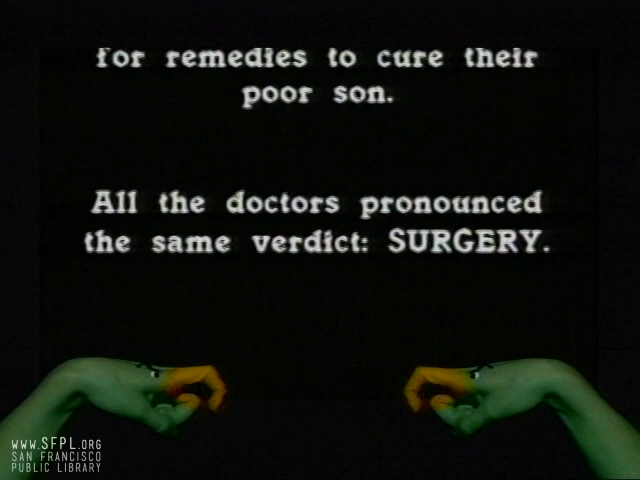 for remedies to cure their
poor son.
All the doctors pronounced
the same verdict: SURGERY.
www.SFPL.ORG
SAN FRANCISCO
PUBLIC LIBRARY